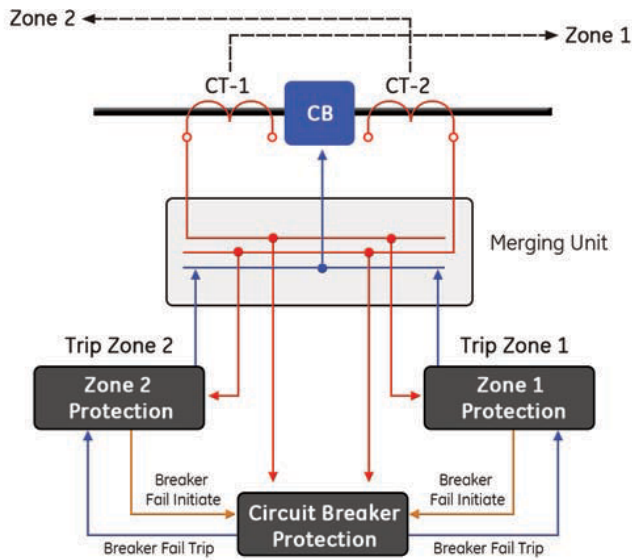 Zone 2
Zone 1
CT-1
CT-2
CB
Merging Unit
Trip Zone 2
Trip Zone 1
Zone 2
Protection
Zone 1
Protection
Breaker
Fail Initiate
Breaker
Fail Initiate
Circuit Breaker
Protection
Breaker Fail Trip
Breaker Fail Trip